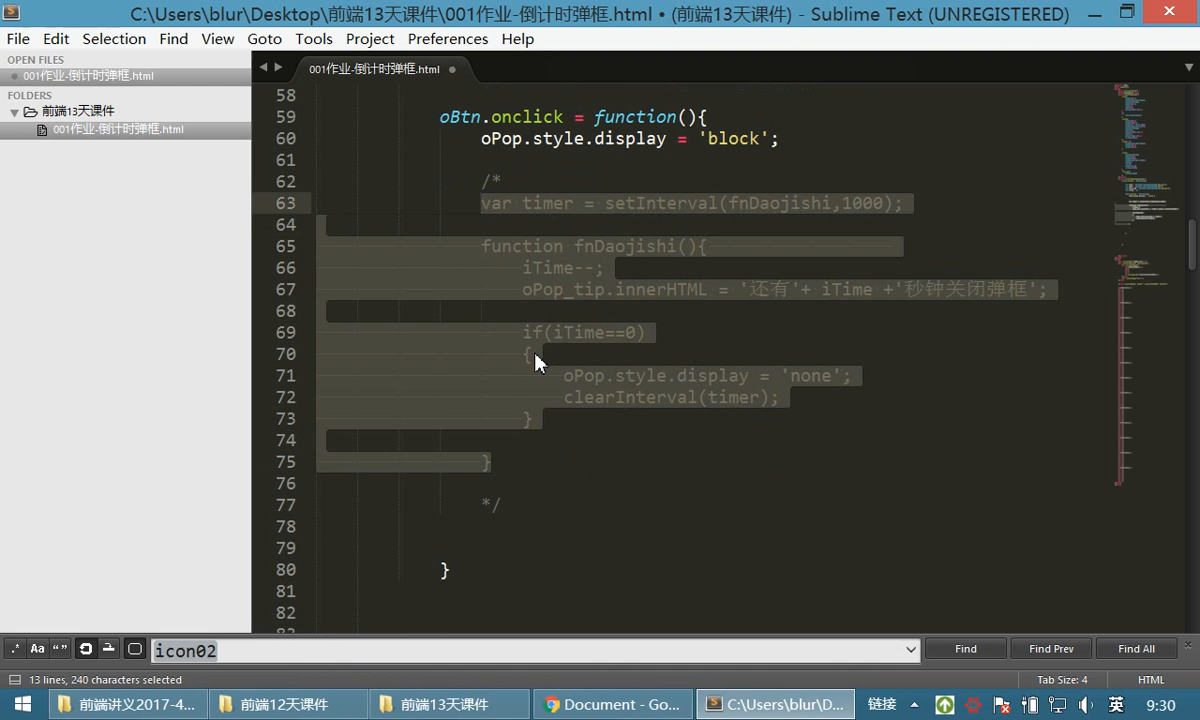 C:\Users\blur\Desktop\前端13天课件\001作业-倒计时弹框.html • (前端13天课件) - Sublime Text (UNREGISTERED)
File Edit Selection Find View Goto Tools Project Preferences Help
OPEN FILES
001作业-倒计时弹框.html
FOLDERS
前端13天课件
001作业-倒计时弹框.html
001作业-倒计时弹框.html
58
59 oBtn.onclick = function(){
60 oPop.style.display = 'block';
61
62 /*
63 var timer = setInterval(fnDaojishi,1000);
64
65 function fnDaojishi(){
66 iTime--;
67 oPop_tip.innerHTML = '还有'+ iTime +'秒钟关闭弹框';
68
69 if(iTime==0)
70 {
71 oPop.style.display = 'none';
72 clearInterval(timer);
73 }
74
75 }
76
77 */
78
79
80 }
81
82
83
.* Aa “ ” icon02 Find Find Prev Find All
13 lines, 240 characters selected Tab Size: 4 HTML
前端讲义2017-4... 前端12天课件 前端13天课件 Document - Go... C:\Users\blur\D... 链接 英 9:30